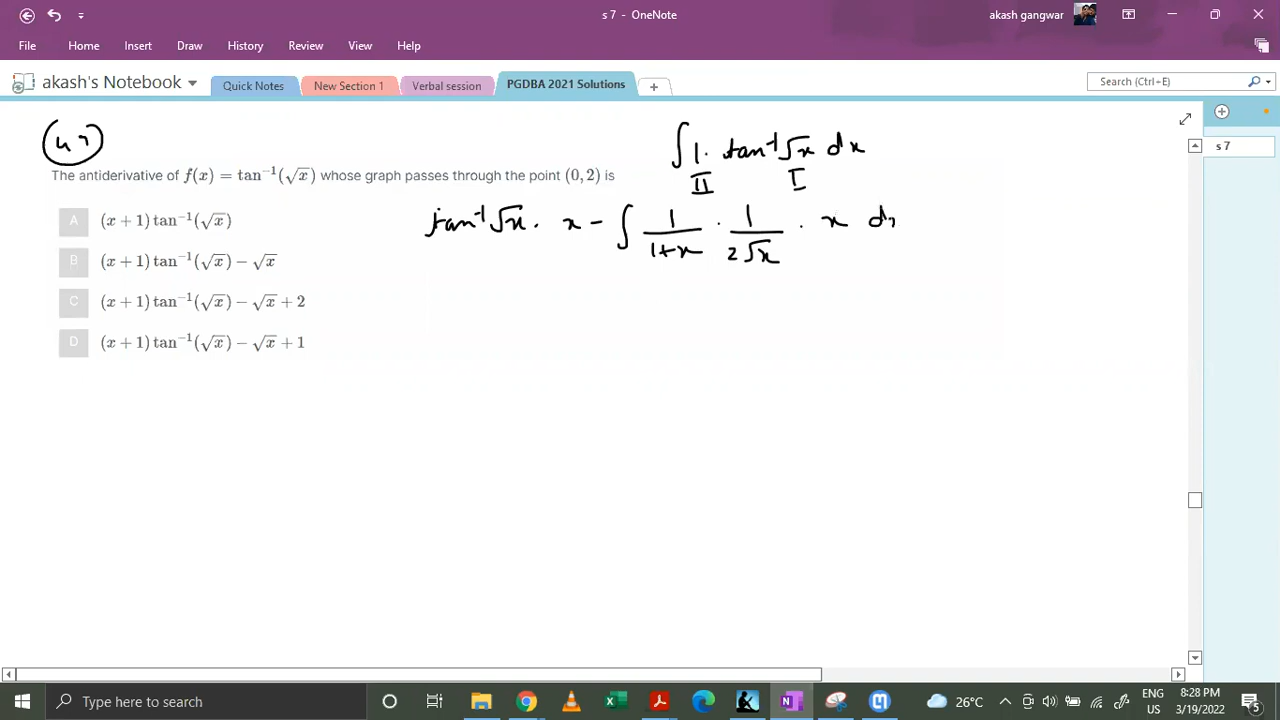 s 7 - OneNote
akash gangwar
File Home Insert Draw History Review View Help
akash's Notebook
Quick Notes
New Section 1
Verbal session
PGDBA 2021 Solutions
+
Search (Ctrl+E)
s 7
The antiderivative of f(x) = tan⁻¹(√x) whose graph passes through the point (0, 2) is
A (x + 1) tan⁻¹(√x)
B (x + 1) tan⁻¹(√x) − √x
C (x + 1) tan⁻¹(√x) − √x + 2
D (x + 1) tan⁻¹(√x) − √x + 1
∫ 1 · tan⁻¹ √x dx
II I
tan⁻¹ √x · x − ∫ 1/(1+x) · 1/(2√x) · x dx
Type here to search
26°C
ENG
US
8:28 PM
3/19/2022
5